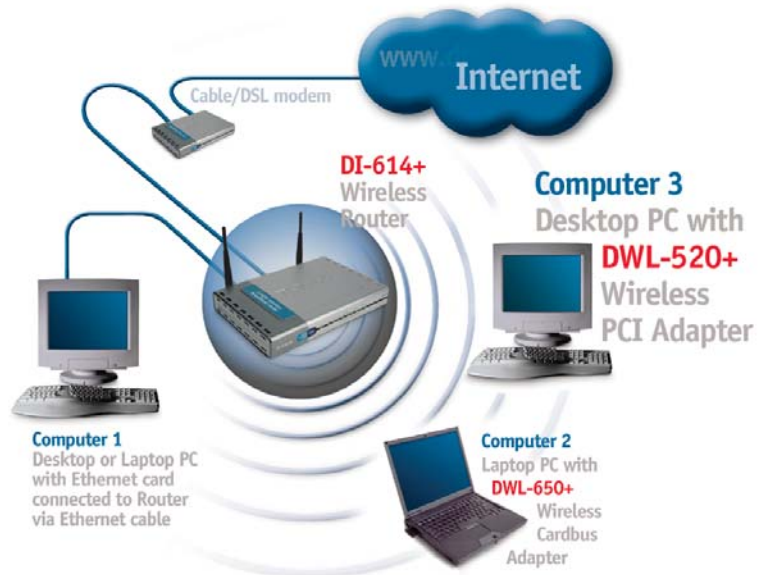 www.
Internet
Cable/DSL modem
DI-614+
Wireless
Router
Computer 3
Desktop PC with
DWL-520+
Wireless
PCI Adapter
Computer 1
Desktop or Laptop PC
with Ethernet card
connected to Router
via Ethernet cable
Computer 2
Laptop PC with
DWL-650+
Wireless
Cardbus
Adapter